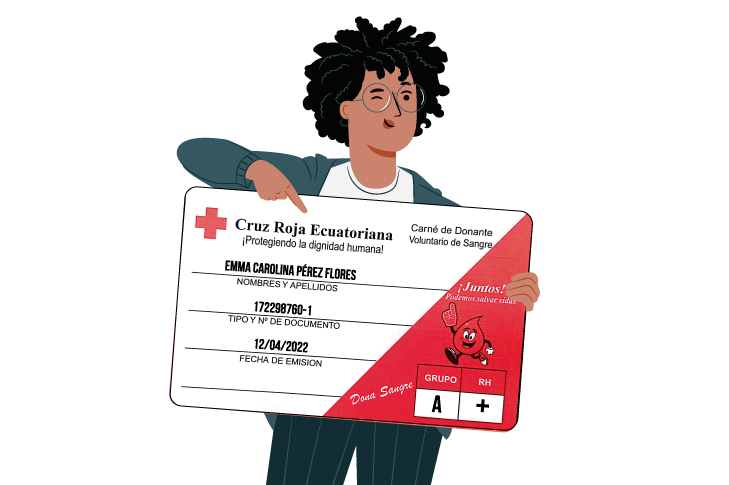 Cruz Roja Ecuatoriana
¡Protegiendo la dignidad humana!
Carné de Donante
Voluntario de Sangre
EMMA CAROLINA PÉREZ FLORES
NOMBRES Y APELLIDOS
172298760-1
TIPO Y Nº DE DOCUMENTO
12/04/2022
FECHA DE EMISION
¡Juntos!
Podemos salvar vidas
Dona Sangre
GRUPO RH
A +